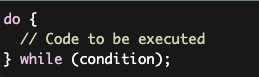 do {
  // Code to be executed
} while (condition);